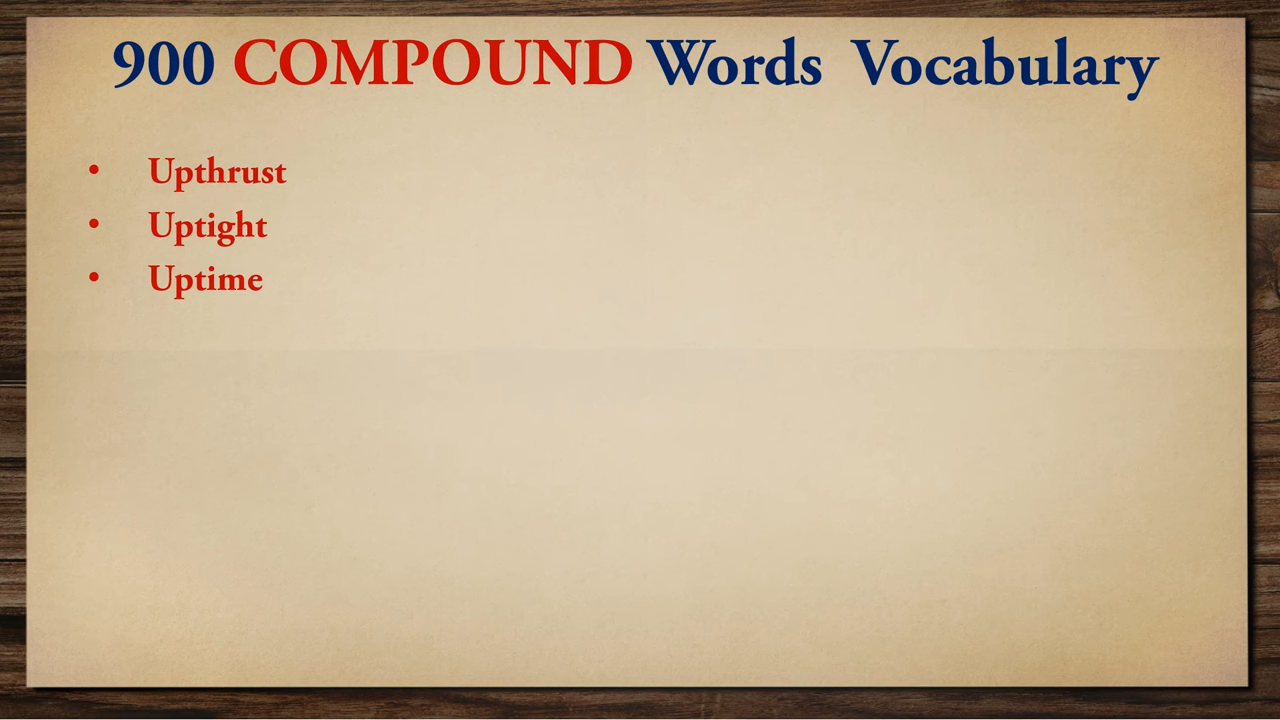 900 COMPOUND Words Vocabulary
• Upthrust
• Uptight
• Uptime